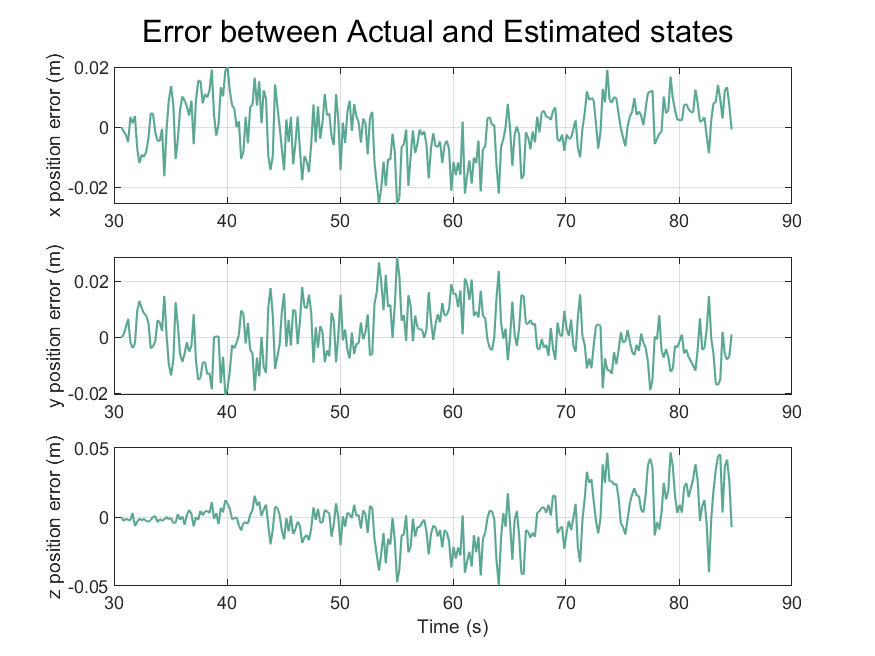 Error between Actual and Estimated states
x position error (m)
0.02
0
-0.02
30 40 50 60 70 80 90
y position error (m)
0.02
0
-0.02
30 40 50 60 70 80 90
z position error (m)
0.05
0
-0.05
30 40 50 60 70 80 90
Time (s)